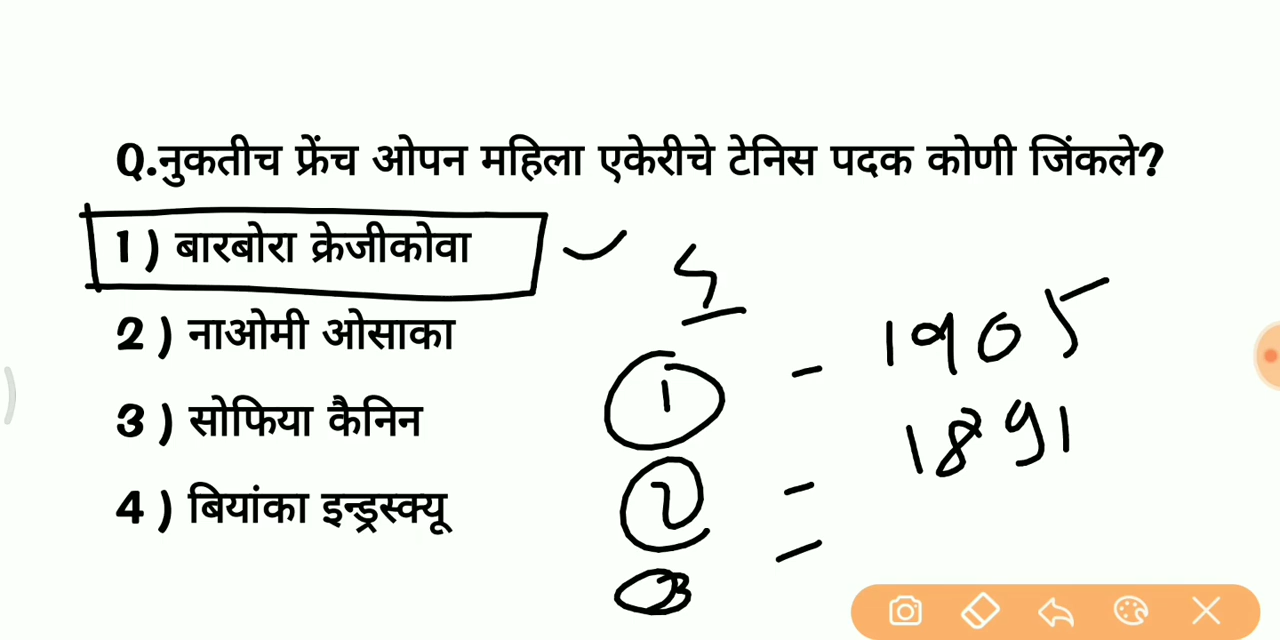 Q.नुकतीच फ्रेंच ओपन महिला एकेरीचे टेनिस पदक कोणी जिंकले?
1 ) बारबोरा क्रेजीकोवा
2 ) नाओमी ओसाका
3 ) सोफिया कैनिन
4 ) बियांका इन्ड्रस्क्यू
1 - 1905
2 = 1891
3